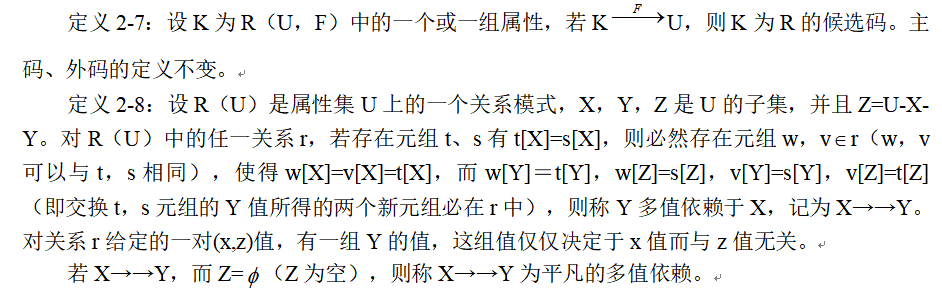 定义 2-7：设 K 为 R（U，F）中的一个或一组属性，若 K—F→U，则 K 为 R 的候选码。主
码、外码的定义不变。
定义 2-8：设 R（U）是属性集 U 上的一个关系模式，X，Y，Z 是 U 的子集，并且 Z=U-X-
Y。对 R（U）中的任一关系 r，若存在元组 t、s 有 t[X]=s[X]，则必然存在元组 w，v∈r（w，v
可以与 t，s 相同），使得 w[X]=v[X]=t[X]，而 w[Y]＝t[Y]，w[Z]=s[Z]，v[Y]=s[Y]，v[Z]=t[Z]
（即交换 t，s 元组的 Y 值所得的两个新元组必在 r 中），则称 Y 多值依赖于 X，记为 X→→Y。
对关系 r 给定的一对(x,z)值，有一组 Y 的值，这组值仅仅决定于 x 值而与 z 值无关。
若 X→→Y，而 Z=ϕ（Z 为空），则称 X→→Y 为平凡的多值依赖。